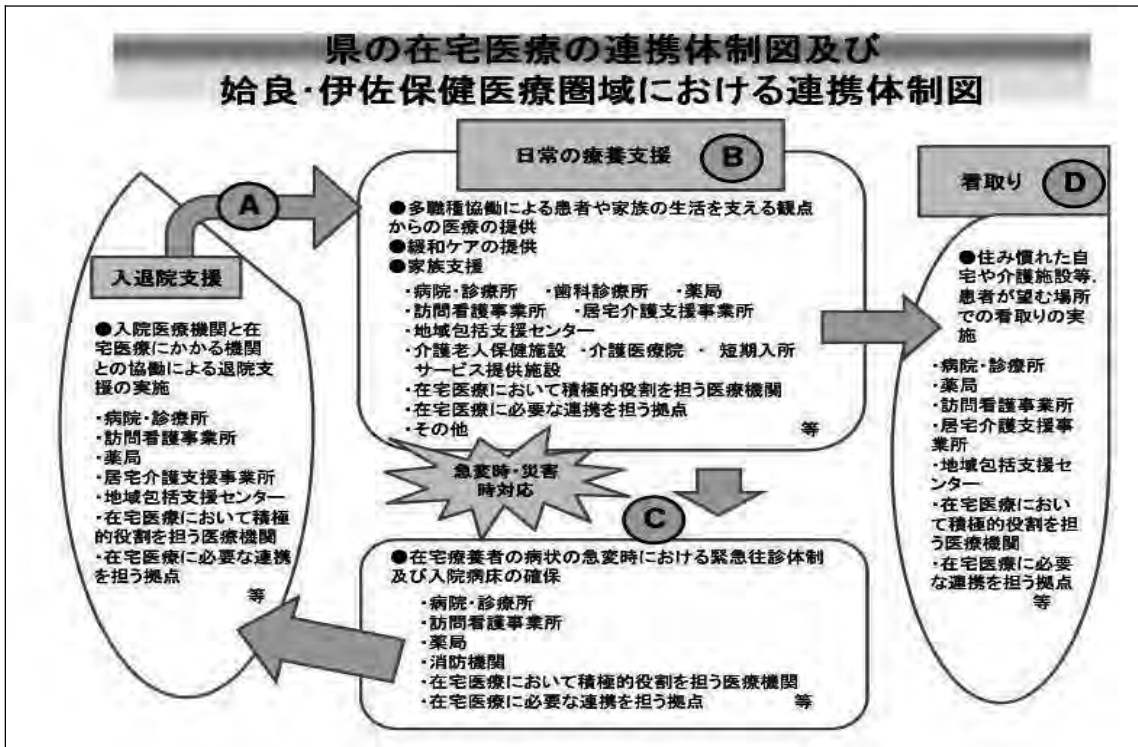 県の在宅医療の連携体制図及び
姶良・伊佐保健医療圏域における連携体制図
A
入退院支援
●入院医療機関と在
宅医療にかかる機関
との協働による退院支
援の実施
・病院・診療所
・訪問看護事業所
・薬局
・居宅介護支援事業所
・地域包括支援センター
・在宅医療において積極
的役割を担う医療機関
・在宅医療に必要な連携
を担う拠点
等
日常の療養支援 B
●多職種協働による患者や家族の生活を支える観点
からの医療の提供
●緩和ケアの提供
●家族支援
・病院・診療所 ・歯科診療所 ・薬局
・訪問看護事業所 ・居宅介護支援事業所
・地域包括支援センター
・介護老人保健施設 ・介護医療院 ・ 短期入所
サービス提供施設
・在宅医療において積極的役割を担う医療機関
・在宅医療に必要な連携を担う拠点
・その他 等
急変時・災害
時対応
C
●在宅療養者の病状の急変時における緊急往診体制
及び入院病床の確保
・病院・診療所
・訪問看護事業所
・薬局
・消防機関
・在宅医療において積極的役割を担う医療機関
・在宅医療に必要な連携を担う拠点 等
看取り D
●住み慣れた自
宅や介護施設等、
患者が望む場所
での看取りの実
施
・病院・診療所
・薬局
・訪問看護事業所
・居宅介護支援事
業所
・地域包括支援セ
ンター
・在宅医療におい
て積極的役割を担
う医療機関
・在宅医療に必要
な連携を担う拠点
等